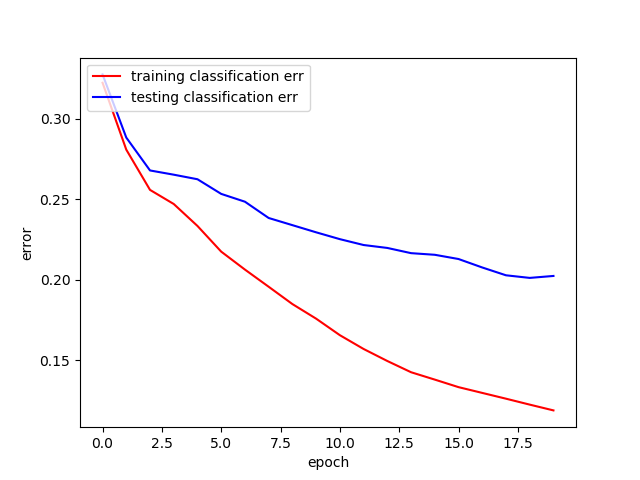 training classification err
testing classification err
0.30
0.25
0.20
0.15
error
0.0 2.5 5.0 7.5 10.0 12.5 15.0 17.5
epoch